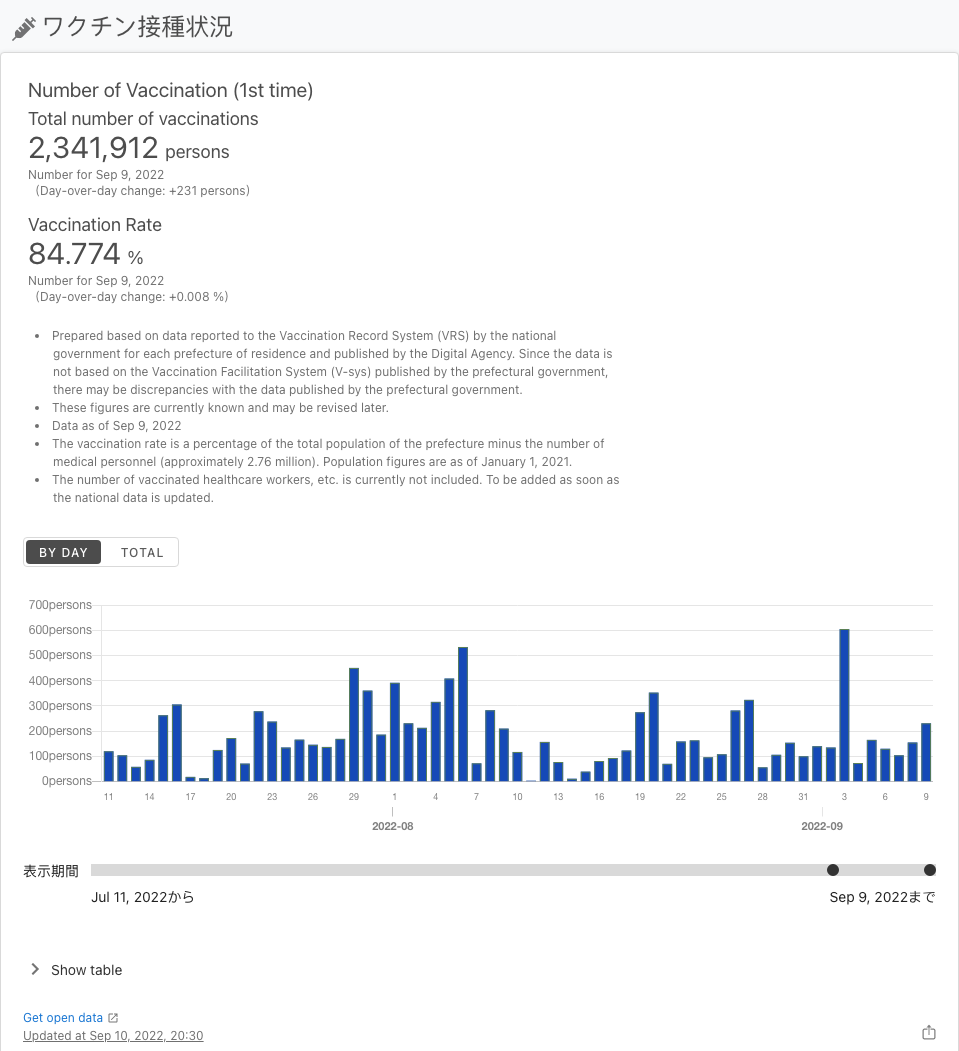 ワクチン接種状況
Number of Vaccination (1st time)
Total number of vaccinations
2,341,912 persons
Number for Sep 9, 2022
(Day-over-day change: +231 persons)
Vaccination Rate
84.774 %
Number for Sep 9, 2022
(Day-over-day change: +0.008 %)
• Prepared based on data reported to the Vaccination Record System (VRS) by the national
government for each prefecture of residence and published by the Digital Agency. Since the data is
not based on the Vaccination Facilitation System (V-sys) published by the prefectural government,
there may be discrepancies with the data published by the prefectural government.
• These figures are currently known and may be revised later.
• Data as of Sep 9, 2022
• The vaccination rate is a percentage of the total population of the prefecture minus the number of
medical personnel (approximately 2.76 million). Population figures are as of January 1, 2021.
• The number of vaccinated healthcare workers, etc. is currently not included. To be added as soon as
the national data is updated.
BY DAY TOTAL
700persons
600persons
500persons
400persons
300persons
200persons
100persons
0persons
11 14 17 20 23 26 29 1 4 7 10 13 16 19 22 25 28 31 3 6 9
2022-08 2022-09
表示期間
Jul 11, 2022から Sep 9, 2022まで
Show table
Get open data
Updated at Sep 10, 2022, 20:30